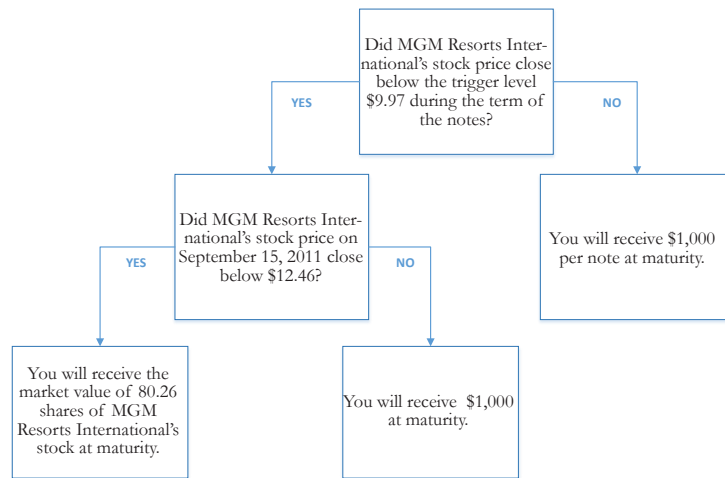 Did MGM Resorts Inter-
national's stock price close
below the trigger level
$9.97 during the term of
the notes?
YES
NO
Did MGM Resorts Inter-
national's stock price on
September 15, 2011 close
below $12.46?
You will receive $1,000
per note at maturity.
YES
NO
You will receive the
market value of 80.26
shares of MGM
Resorts International's
stock at maturity.
You will receive $1,000
at maturity.